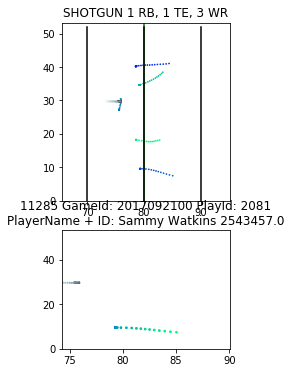 SHOTGUN 1 RB, 1 TE, 3 WR
50
40
30
20
10
0
70 80 90
11285 GameId: 2017092100 PlayId: 2081
PlayerName + ID: Sammy Watkins 2543457.0
40
20
0
75 80 85 90